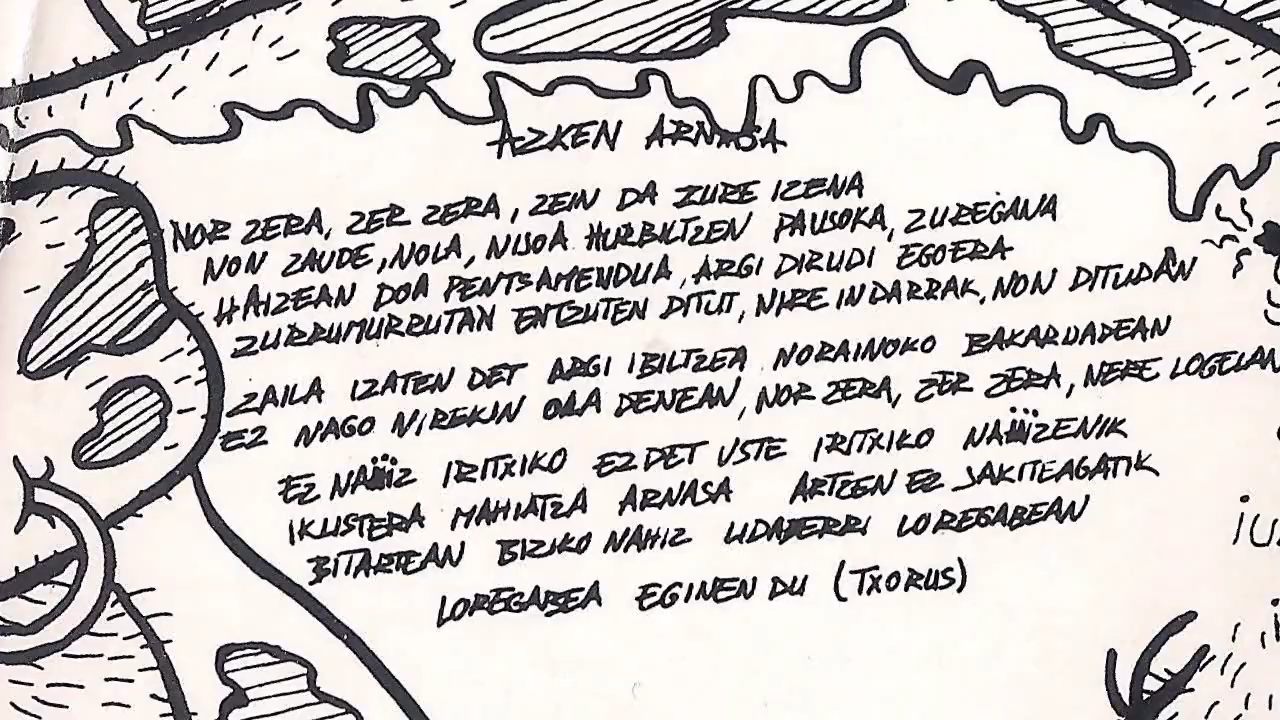 AZKEN ARNASA
NOR ZERA, ZER ZERA, ZEIN DA ZURE IZENA
NON ZAUDE, NOLA, NIJOA HURBILTZEN PAUSOKA, ZUREGANA
HAIZEAN DOA PENTSAMENDUA, ARGI DIRUDI EGOERA
ZURRUMURRUTAN ENTZUTEN DITUT, NIRE INDARRAK, NON DITUDAN
ZAILA IZATEN DET ARGI IBILTZEA NORAINOKO BAKARDADEAN
EZ NAGO NIREKIN DENEAN, NOR ZERA, ZER ZERA, NERE LOGELAN
EZ NAÏZ IRITXIKO EZ DET USTE IRITXIKO NAÏZENIK
IKUSTERA MAHIATZA ARNASA ARTZEN EZ JAKITEAGATIK
BITARTEAN BIZIKO NAHIZ UDABERRI LOREGABEAN
LOREGABEA EGINEN DU (TXORUS)